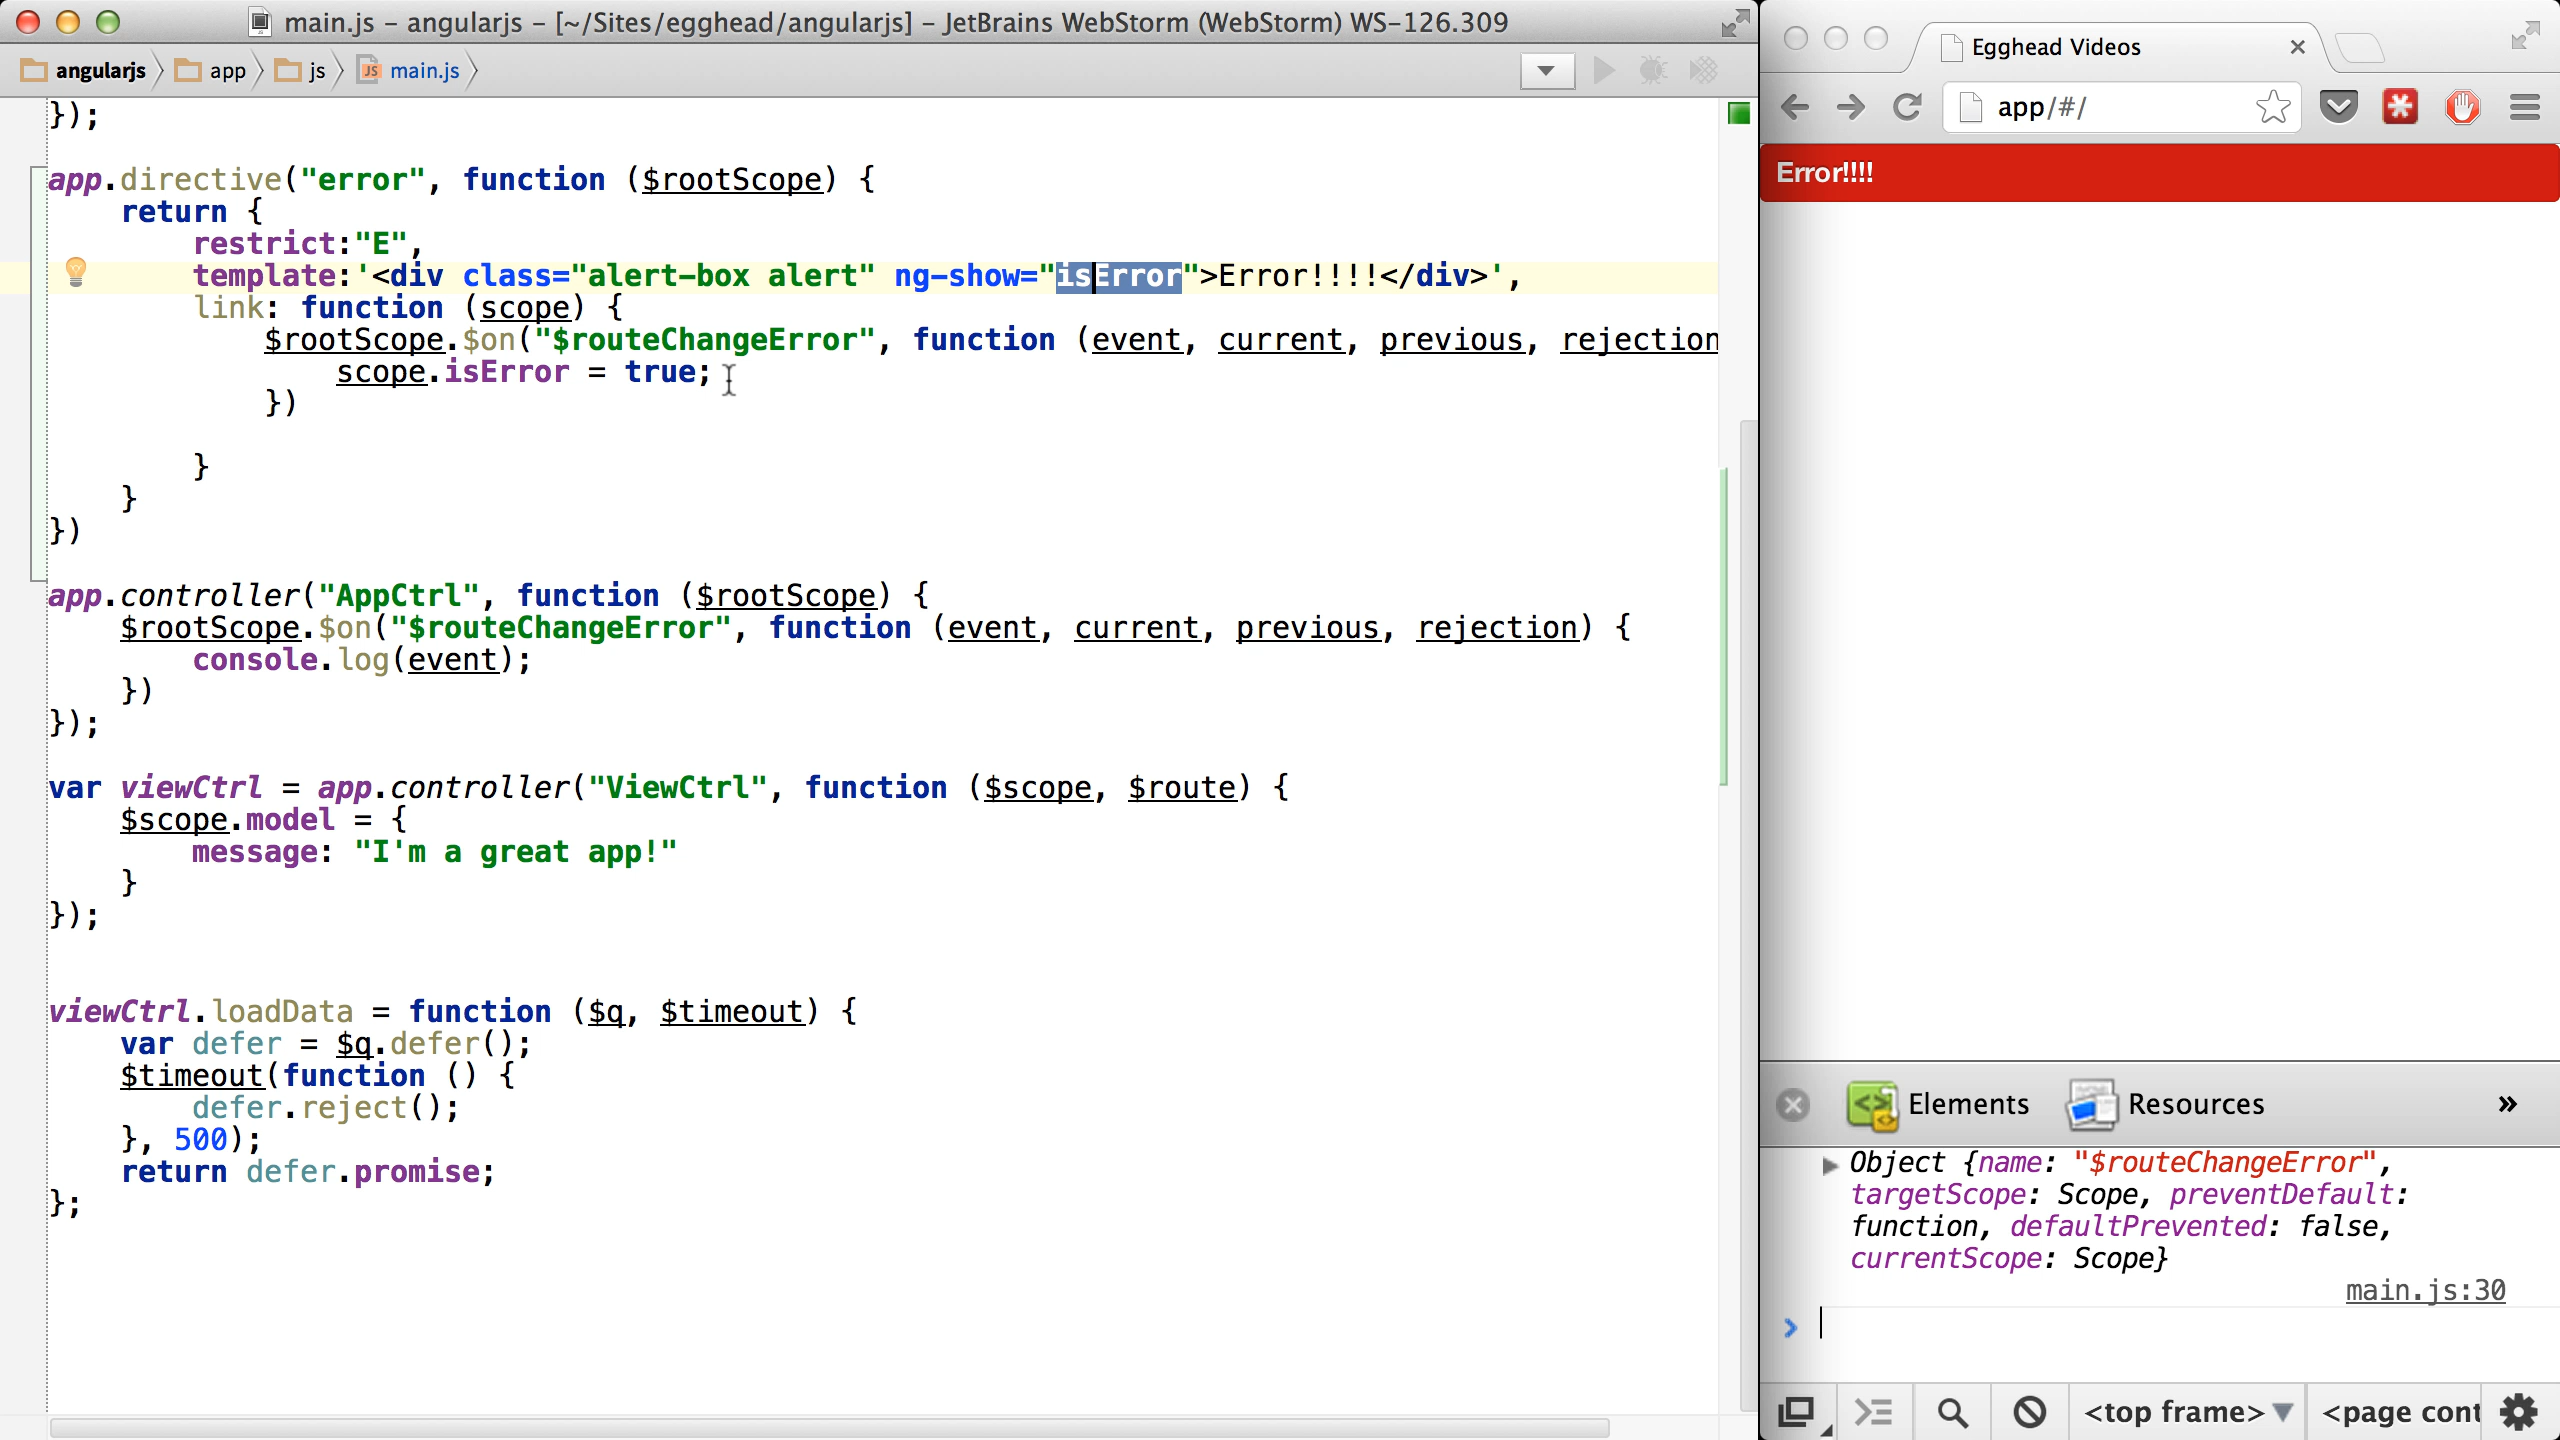 main.js – angularjs – [~/Sites/egghead/angularjs] – JetBrains WebStorm (WebStorm) WS-126.309
angularjs app js main.js
});
app.directive("error", function ($rootScope) {
return {
restrict:"E",
template:'<div class="alert-box alert" ng-show="isError">Error!!!!</div>',
link: function (scope) {
$rootScope.$on("$routeChangeError", function (event, current, previous, rejection
scope.isError = true;
})
}
}
})
app.controller("AppCtrl", function ($rootScope) {
$rootScope.$on("$routeChangeError", function (event, current, previous, rejection) {
console.log(event);
})
});
var viewCtrl = app.controller("ViewCtrl", function ($scope, $route) {
$scope.model = {
message: "I'm a great app!"
}
});
viewCtrl.loadData = function ($q, $timeout) {
var defer = $q.defer();
$timeout(function () {
defer.reject();
}, 500);
return defer.promise;
};
Egghead Videos
app/#/
Error!!!!
Elements Resources »
Object {name: "$routeChangeError",
targetScope: Scope, preventDefault:
function, defaultPrevented: false,
currentScope: Scope}
main.js:30
<top frame> <page cont